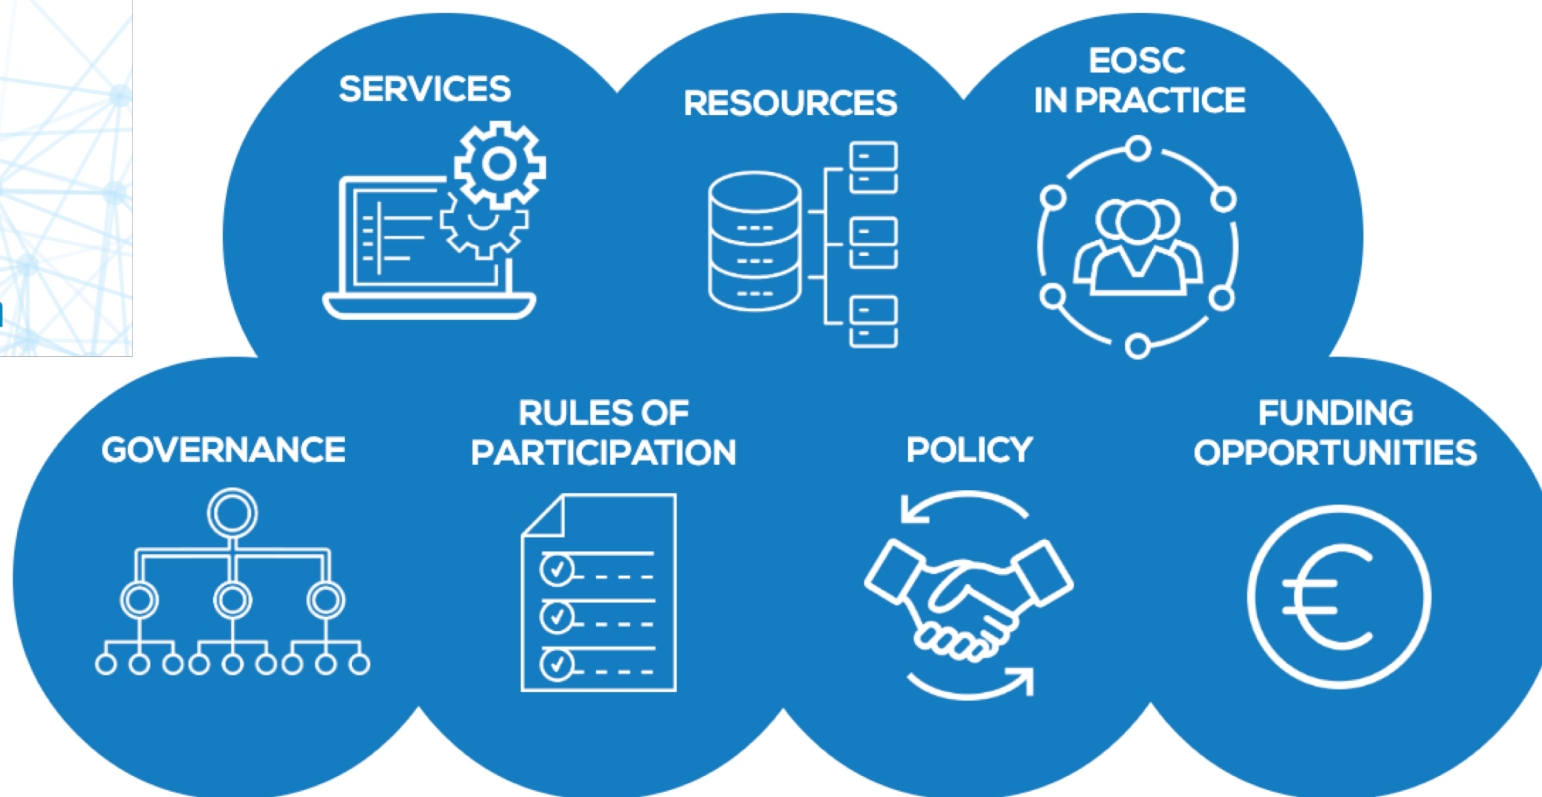 SERVICES
RESOURCES
EOSC
IN PRACTICE
GOVERNANCE
RULES OF
PARTICIPATION
POLICY
FUNDING
OPPORTUNITIES